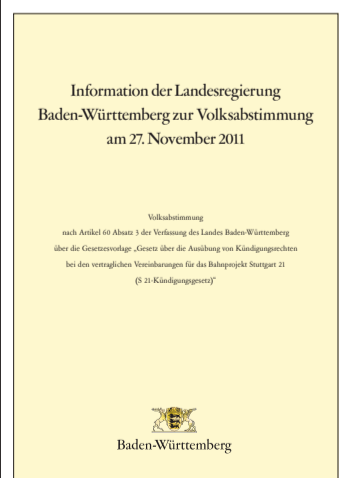 Information der Landesregierung
Baden-Württemberg zur Volksabstimmung
am 27. November 2011
Volksabstimmung
nach Artikel 60 Absatz 3 der Verfassung des Landes Baden-Württemberg
über die Gesetzesvorlage „Gesetz über die Ausübung von Kündigungsrechten
bei den vertraglichen Vereinbarungen für das Bahnprojekt Stuttgart 21
(S 21-Kündigungsgesetz)“
Baden-Württemberg